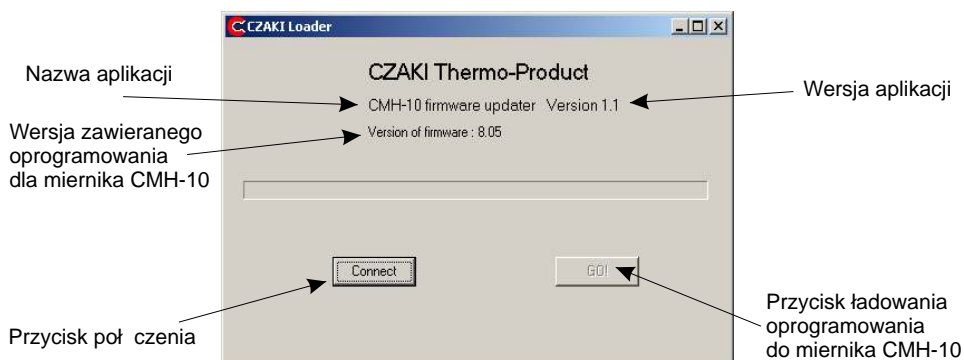 CZAKI Loader
CZAKI Thermo-Product
Nazwa aplikacji
CMH-10 firmware updater Version 1.1
Wersja aplikacji
Version of firmware : 8.05
Wersja zawieranego
oprogramowania
dla miernika CMH-10
Connect
GO!
Przycisk poł czenia
Przycisk ładowania
oprogramowania
do miernika CMH-10